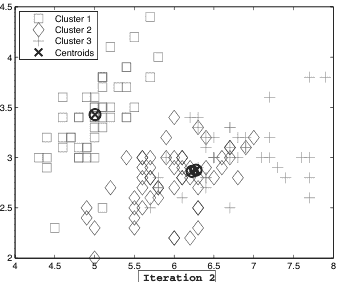 4.5
Cluster 1
Cluster 2
Cluster 3
Centroids
4
3.5
3
2.5
2
4 4.5 5 5.5 6 6.5 7 7.5 8
Iteration 2